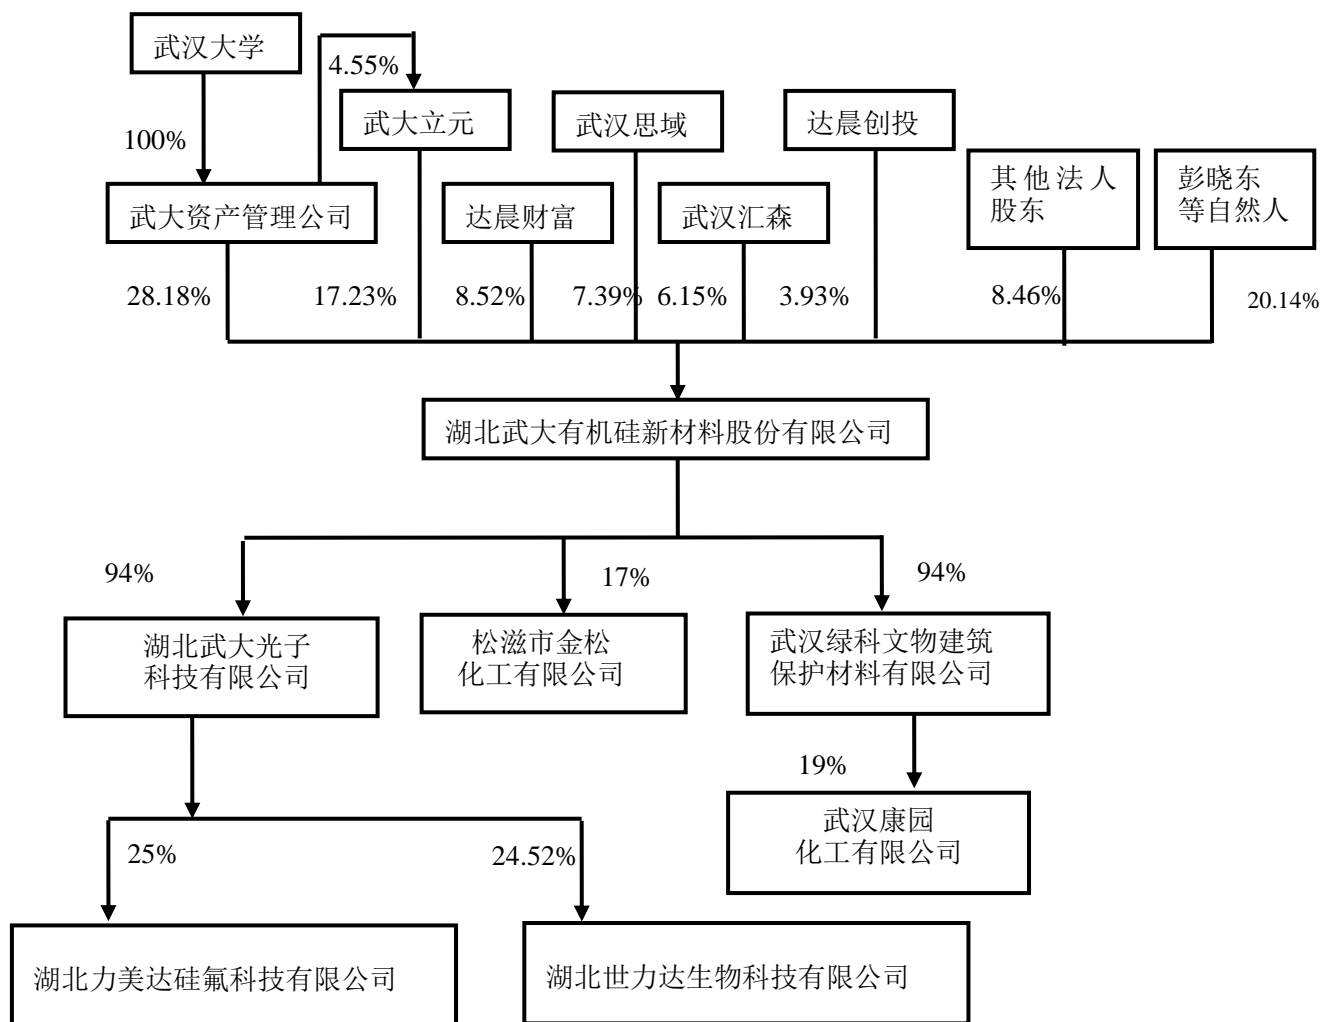 武汉大学
4.55%
100%
武大立元
武汉思域
达晨创投
武大资产管理公司
达晨财富
武汉汇森
其他法人
股东
彭晓东
等自然人
28.18%
17.23%
8.52%
7.39%
6.15%
3.93%
8.46%
20.14%
湖北武大有机硅新材料股份有限公司
94%
17%
94%
湖北武大光子
科技有限公司
松滋市金松
化工有限公司
武汉绿科文物建筑
保护材料有限公司
19%
武汉康园
化工有限公司
25%
24.52%
湖北力美达硅氟科技有限公司
湖北世力达生物科技有限公司